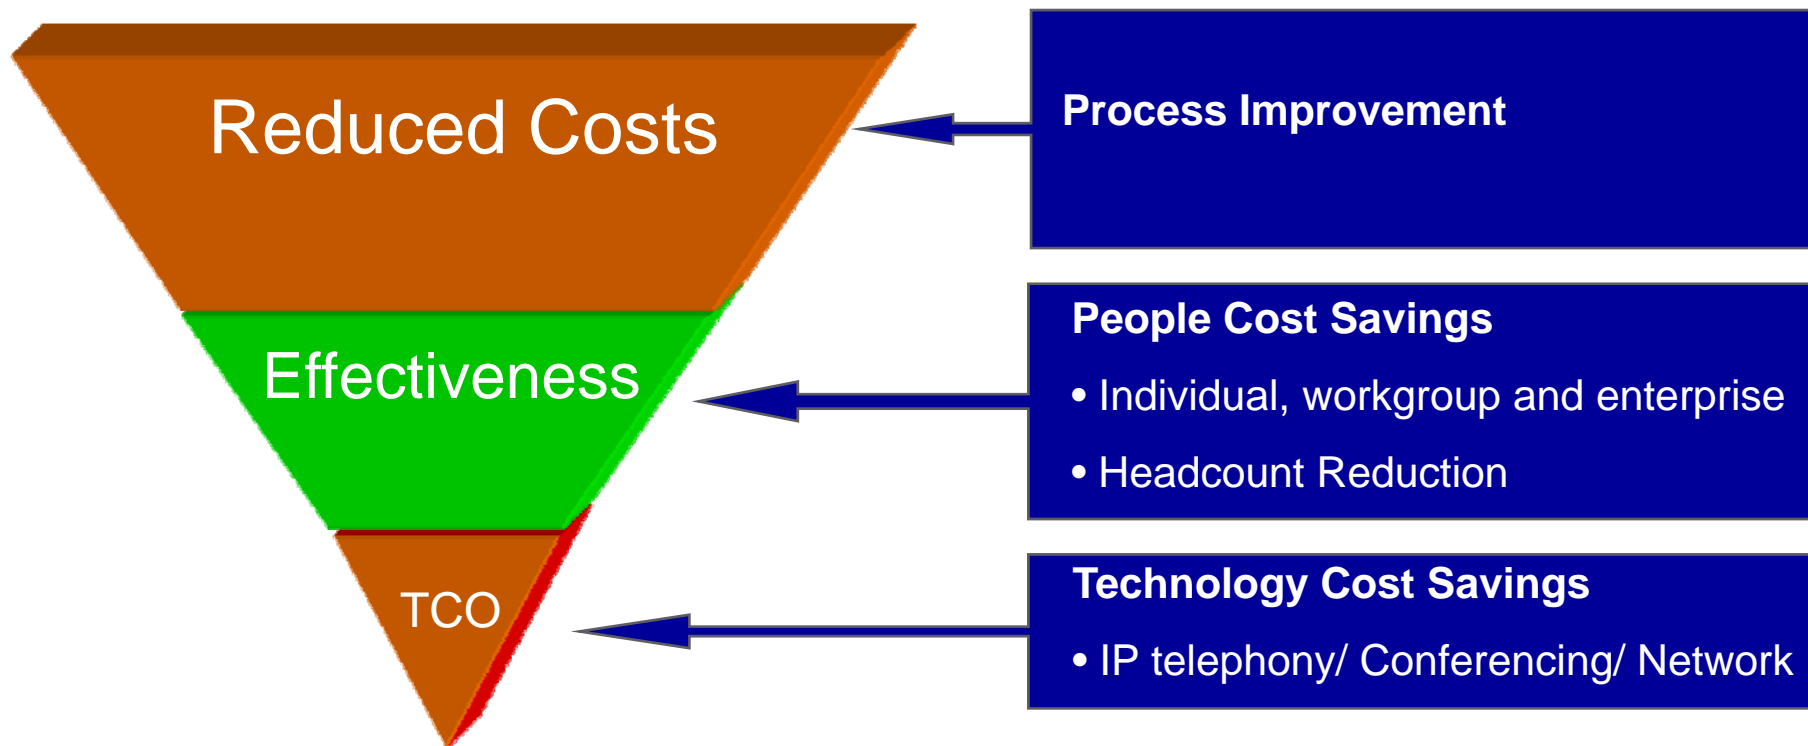 Reduced Costs
Process Improvement
Effectiveness
People Cost Savings
• Individual, workgroup and enterprise
• Headcount Reduction
TCO
Technology Cost Savings
• IP telephony/ Conferencing/ Network